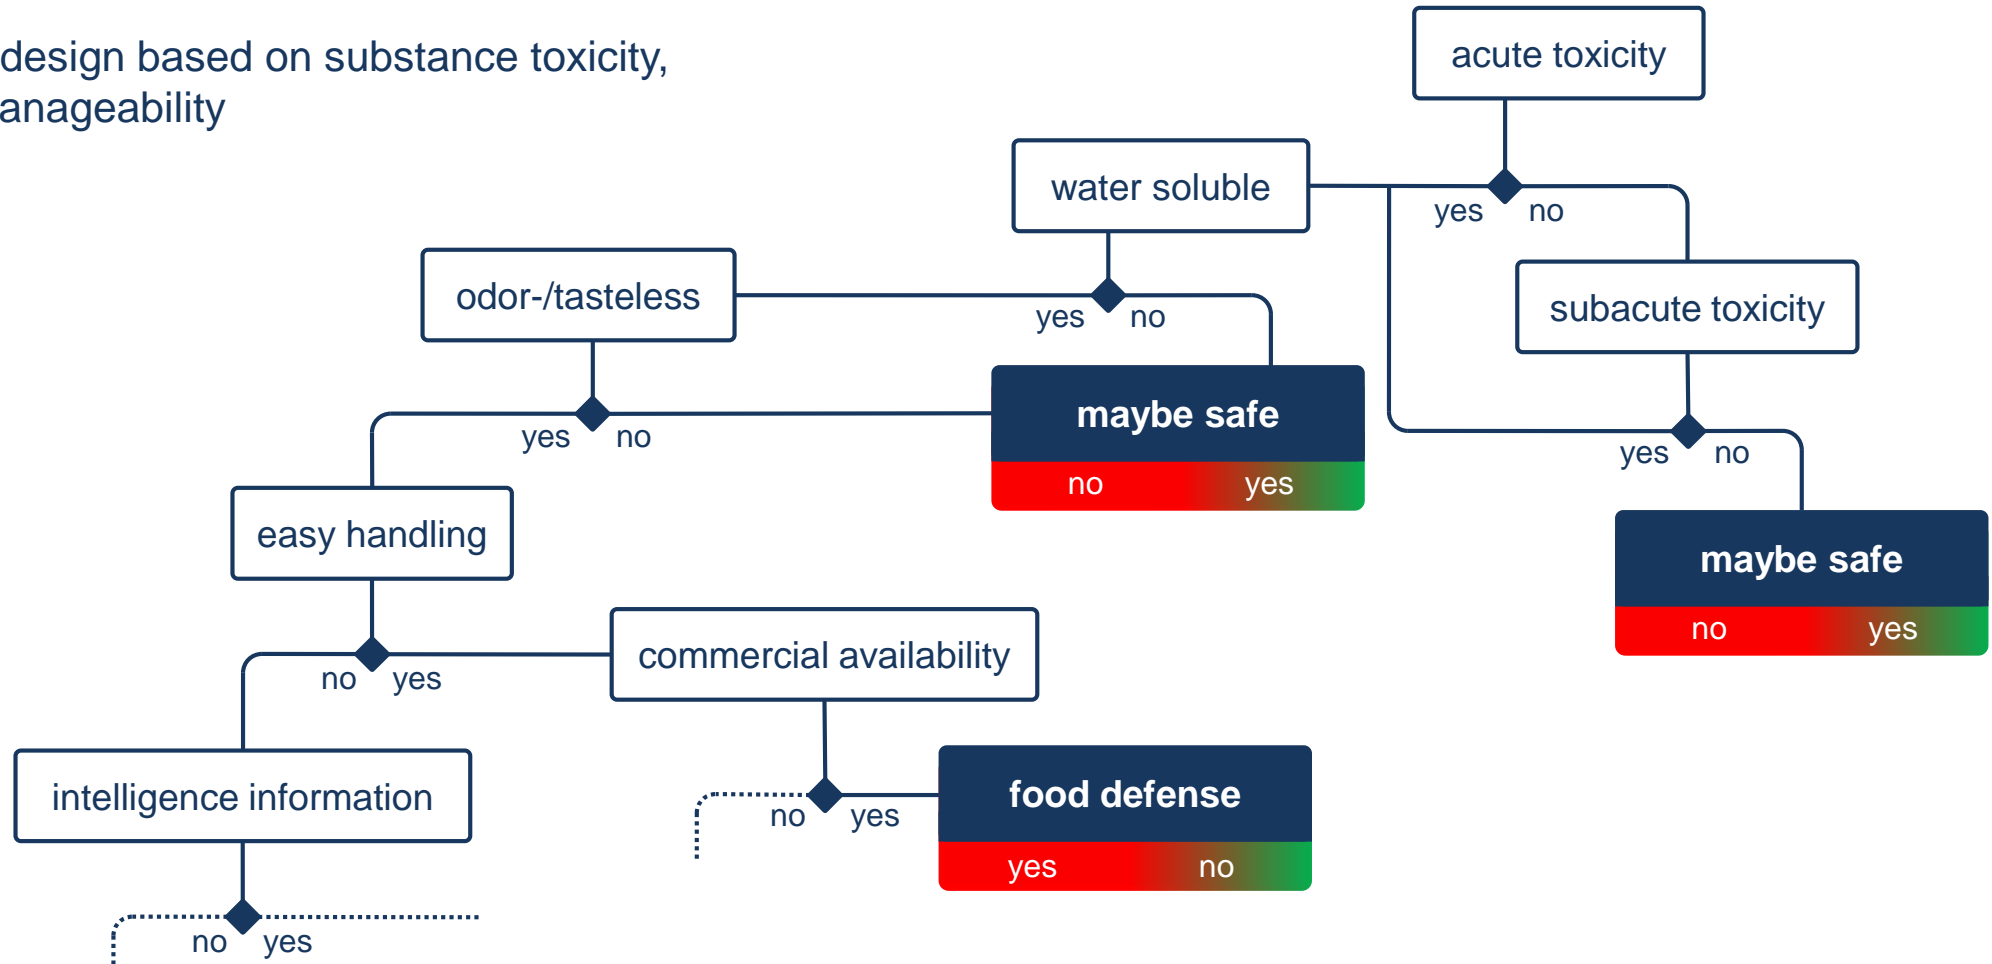 design based on substance toxicity,
anageability
acute toxicity
water soluble
yes no
odor-/tasteless
subacute toxicity
yes no
maybe safe
no yes
yes no
yes no
easy handling
maybe safe
no yes
commercial availability
no yes
intelligence information
food defense
no yes
yes no
no yes